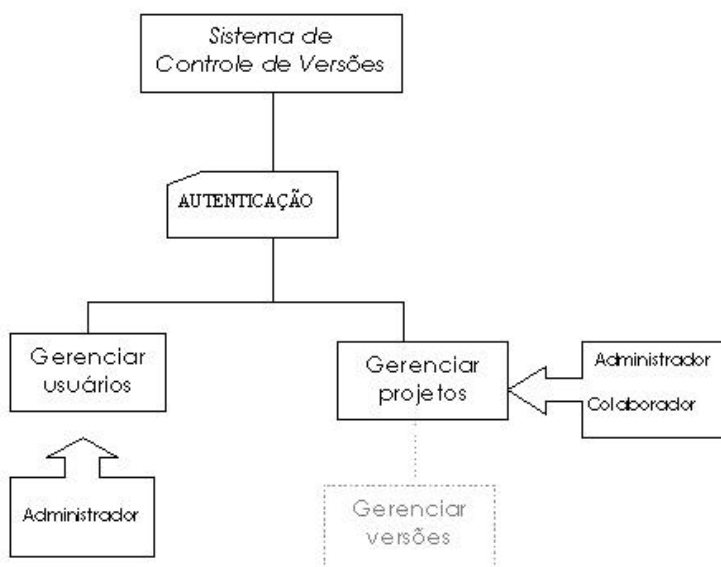 Sistema de
Controle de Versões
AUTENTICAÇÃO
Gerenciar
usuários
Gerenciar
projetos
Administrador
Colaborador
Administrador
Gerenciar
versões